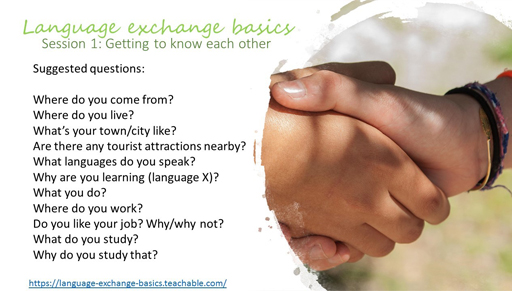 Language exchange basics
Session 1: Getting to know each other
Suggested questions:
Where do you come from?
Where do you live?
What's your town/city like?
Are there any tourist attractions nearby?
What languages do you speak?
Why are you learning (language X)?
What you do?
Where do you work?
Do you like your job? Why/why not?
What do you study?
Why do you study that?
https://language-exchange-basics.teachable.com/